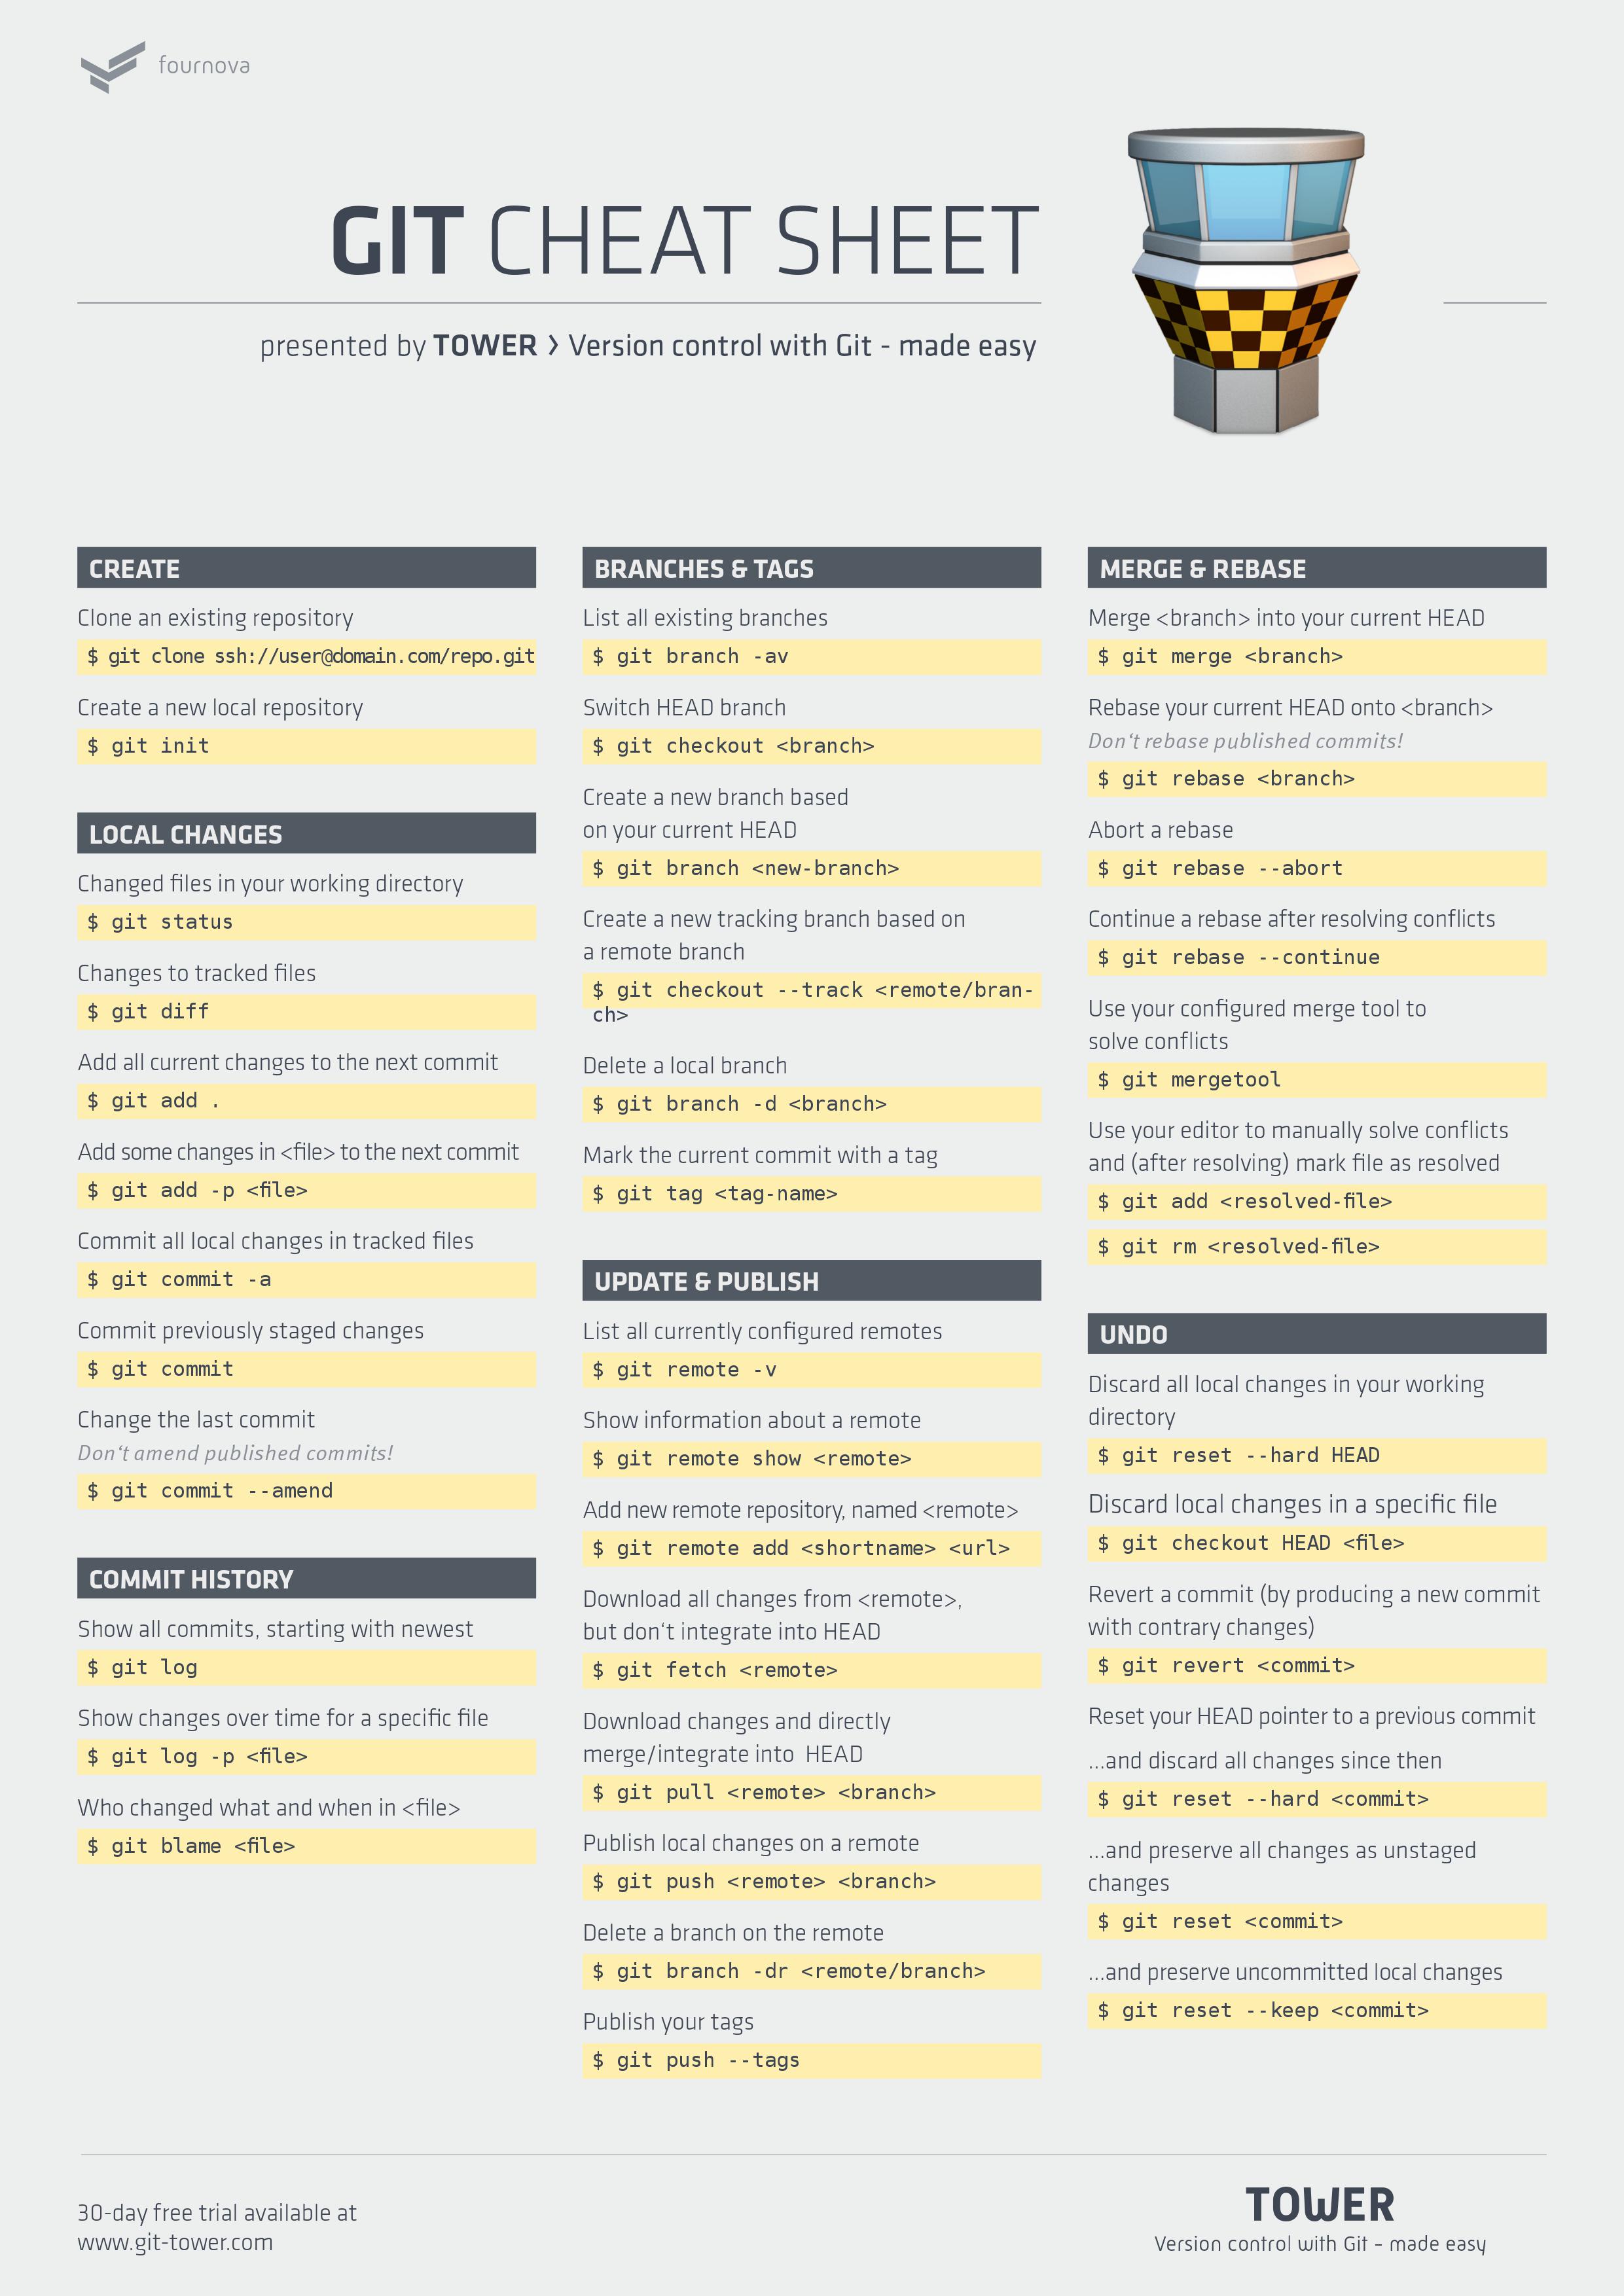 fournova
GIT CHEAT SHEET
presented by TOWER › Version control with Git - made easy
CREATE
Clone an existing repository
$ git clone ssh://user@domain.com/repo.git
Create a new local repository
$ git init
LOCAL CHANGES
Changed files in your working directory
$ git status
Changes to tracked files
$ git diff
Add all current changes to the next commit
$ git add .
Add some changes in <file> to the next commit
$ git add -p <file>
Commit all local changes in tracked files
$ git commit -a
Commit previously staged changes
$ git commit
Change the last commit
Don‘t amend published commits!
$ git commit --amend
COMMIT HISTORY
Show all commits, starting with newest
$ git log
Show changes over time for a specific file
$ git log -p <file>
Who changed what and when in <file>
$ git blame <file>
BRANCHES & TAGS
List all existing branches
$ git branch -av
Switch HEAD branch
$ git checkout <branch>
Create a new branch based
on your current HEAD
$ git branch <new-branch>
Create a new tracking branch based on
a remote branch
$ git checkout --track <remote/bran-
ch>
Delete a local branch
$ git branch -d <branch>
Mark the current commit with a tag
$ git tag <tag-name>
UPDATE & PUBLISH
List all currently configured remotes
$ git remote -v
Show information about a remote
$ git remote show <remote>
Add new remote repository, named <remote>
$ git remote add <shortname> <url>
Download all changes from <remote>,
but don‘t integrate into HEAD
$ git fetch <remote>
Download changes and directly
merge/integrate into HEAD
$ git pull <remote> <branch>
Publish local changes on a remote
$ git push <remote> <branch>
Delete a branch on the remote
$ git branch -dr <remote/branch>
Publish your tags
$ git push --tags
MERGE & REBASE
Merge <branch> into your current HEAD
$ git merge <branch>
Rebase your current HEAD onto <branch>
Don‘t rebase published commits!
$ git rebase <branch>
Abort a rebase
$ git rebase --abort
Continue a rebase after resolving conflicts
$ git rebase --continue
Use your configured merge tool to
solve conflicts
$ git mergetool
Use your editor to manually solve conflicts
and (after resolving) mark file as resolved
$ git add <resolved-file>
$ git rm <resolved-file>
UNDO
Discard all local changes in your working
directory
$ git reset --hard HEAD
Discard local changes in a specific file
$ git checkout HEAD <file>
Revert a commit (by producing a new commit
with contrary changes)
$ git revert <commit>
Reset your HEAD pointer to a previous commit
...and discard all changes since then
$ git reset --hard <commit>
...and preserve all changes as unstaged
changes
$ git reset <commit>
...and preserve uncommitted local changes
$ git reset --keep <commit>
30-day free trial available at
www.git-tower.com
TOWER
Version control with Git - made easy